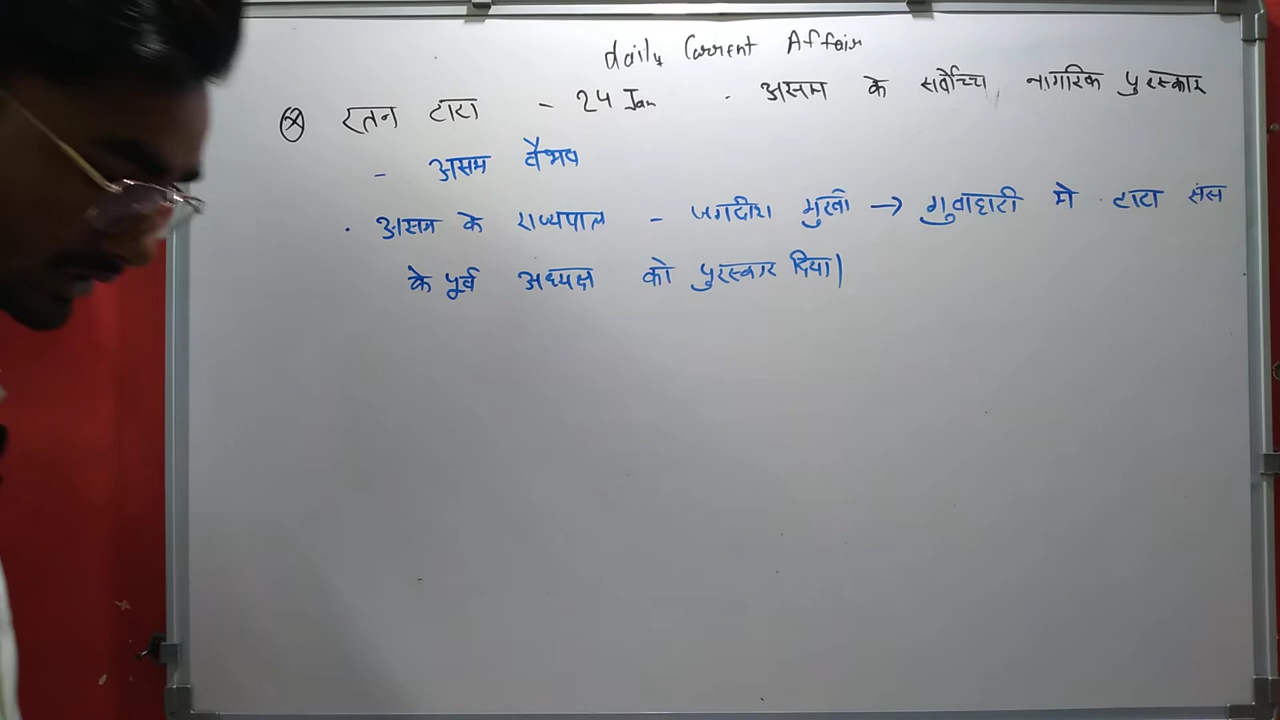 daily Current Affair
रतन टाटा - 24 Jan · असम के सर्वोच्च नागरिक पुरस्कार
- असम वैभव
· असम के राज्यपाल - जगदीश मुखी → गुवाहाटी मे टाटा संस
के पूर्व अध्यक्ष को पुरस्कार दिया|